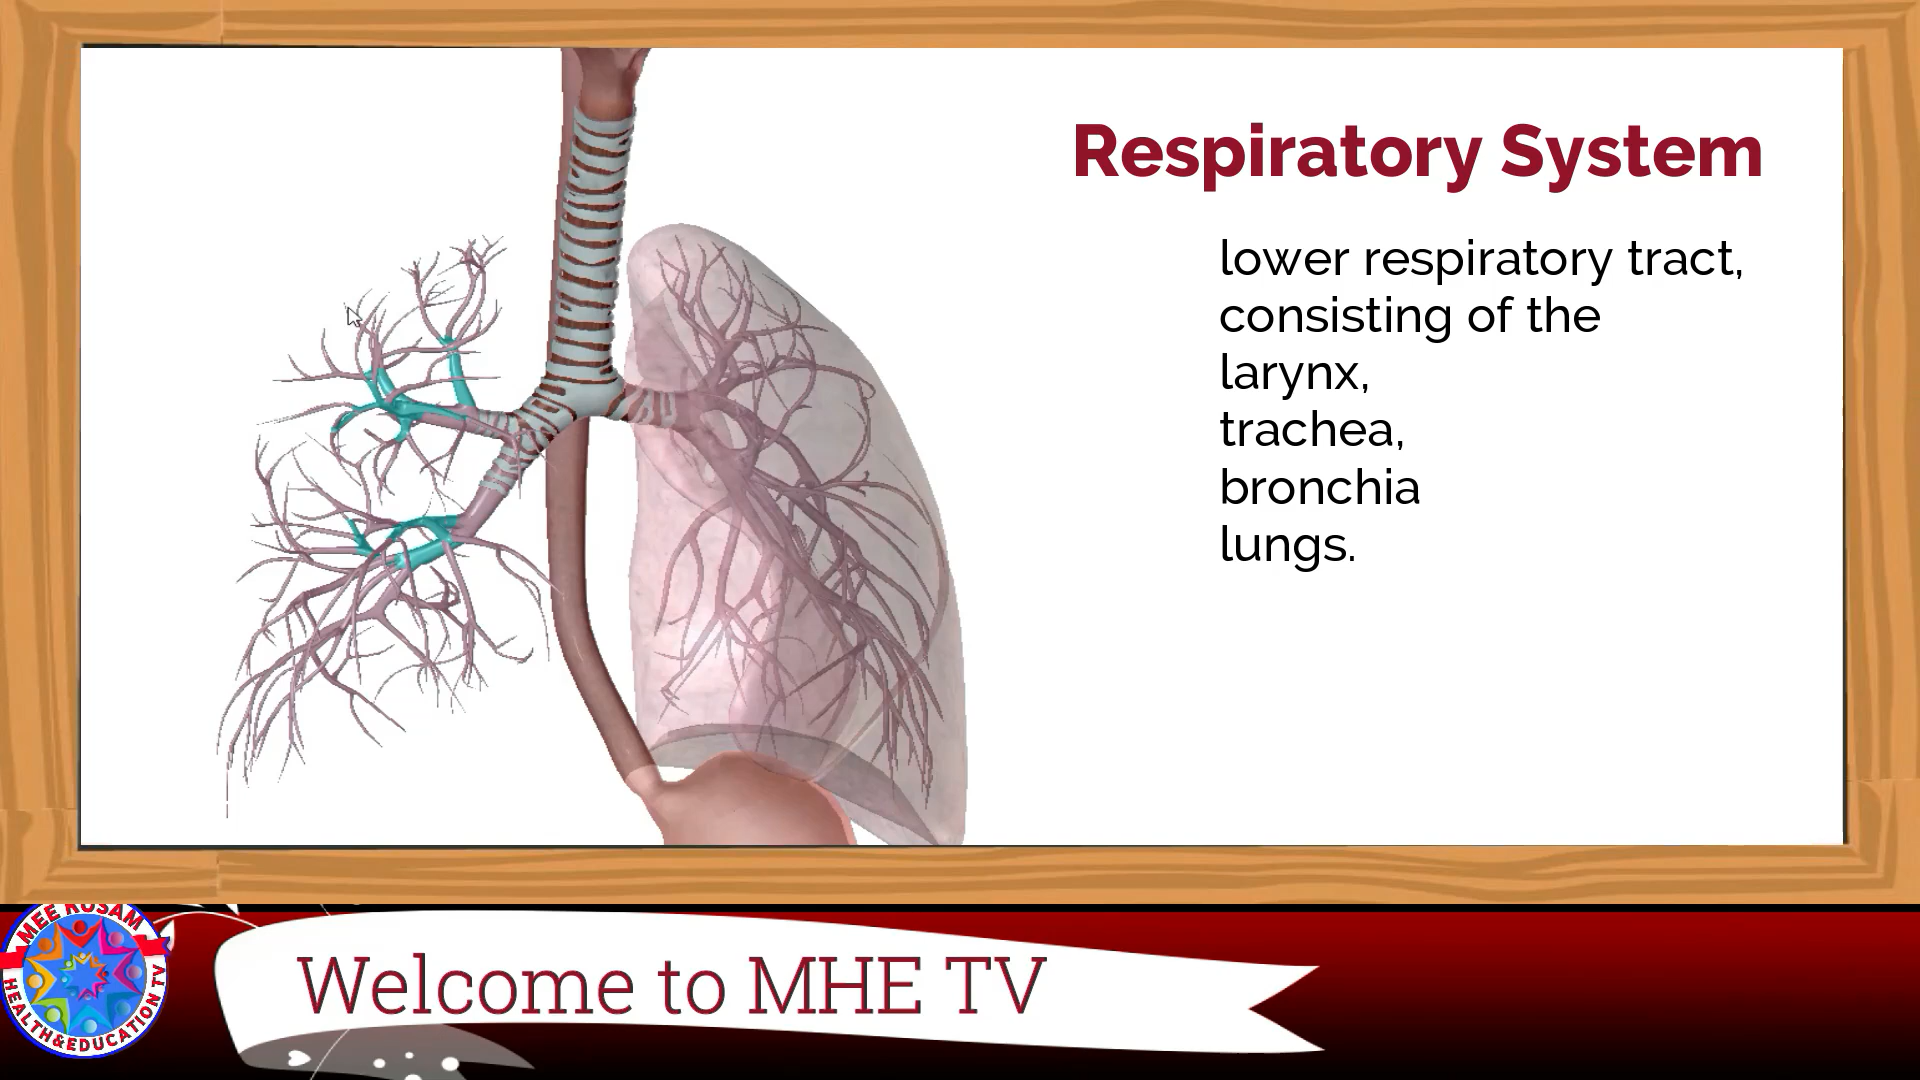 Respiratory System
lower respiratory tract,
consisting of the
larynx,
trachea,
bronchia
lungs.
MEE KOSAM
HEALTH&EDUCATION TV
Welcome to MHE TV